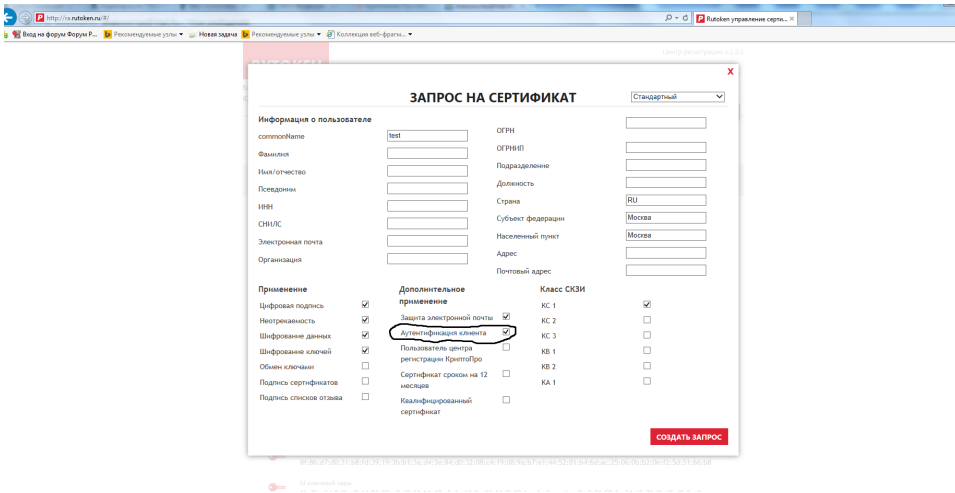 http://ra.rutoken.ru/#/
Rutoken управление серти...
Вход на форум Форум Р...
Рекомендуемые узлы
Новая задача
Рекомендуемые узлы
Коллекция веб-фрагм...
Центр регистрации v.2.3.1
X
ЗАПРОС НА СЕРТИФИКАТ
Стандартный
Информация о пользователе
commonName test
Фамилия
Имя/отчество
Псевдоним
ИНН
СНИЛС
Электронная почта
Организация
ОГРН
ОГРНИП
Подразделение
Должность
Страна RU
Субъект федерации Москва
Населенный пункт Москва
Адрес
Почтовый адрес
Применение
Цифровая подпись
Неотрекаемость
Шифрование данных
Шифрование ключей
Обмен ключами
Подпись сертификатов
Подпись списков отзыва
Дополнительное
применение
Защита электронной почты
Аутентификация клиента
Пользователь центра
регистрации КриптоПро
Сертификат сроком на 12
месяцев
Квалифицированный
сертификат
Класс СКЗИ
КС 1
КС 2
КС 3
КВ 1
КВ 2
КА 1
СОЗДАТЬ ЗАПРОС